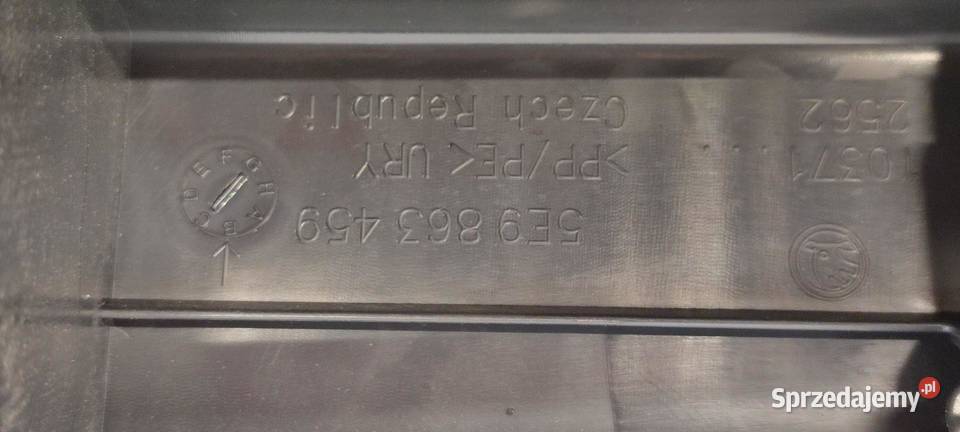 5E9 863 459
10371 . . . >PP/PE< URY
2562 Czech Republic
A B C D E F G H
Sprzedajemy.pl